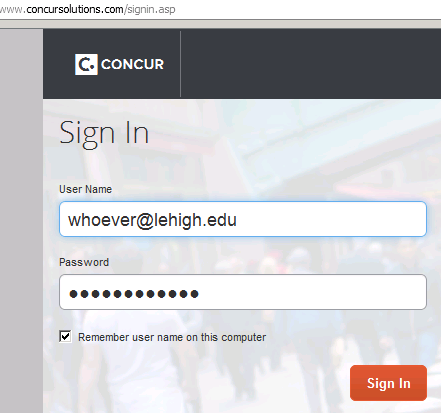 www.concursolutions.com/signin.asp
C. CONCUR
Sign In
User Name
whoever@lehigh.edu
Password
●●●●●●●●●●●●
Remember user name on this computer
Sign In